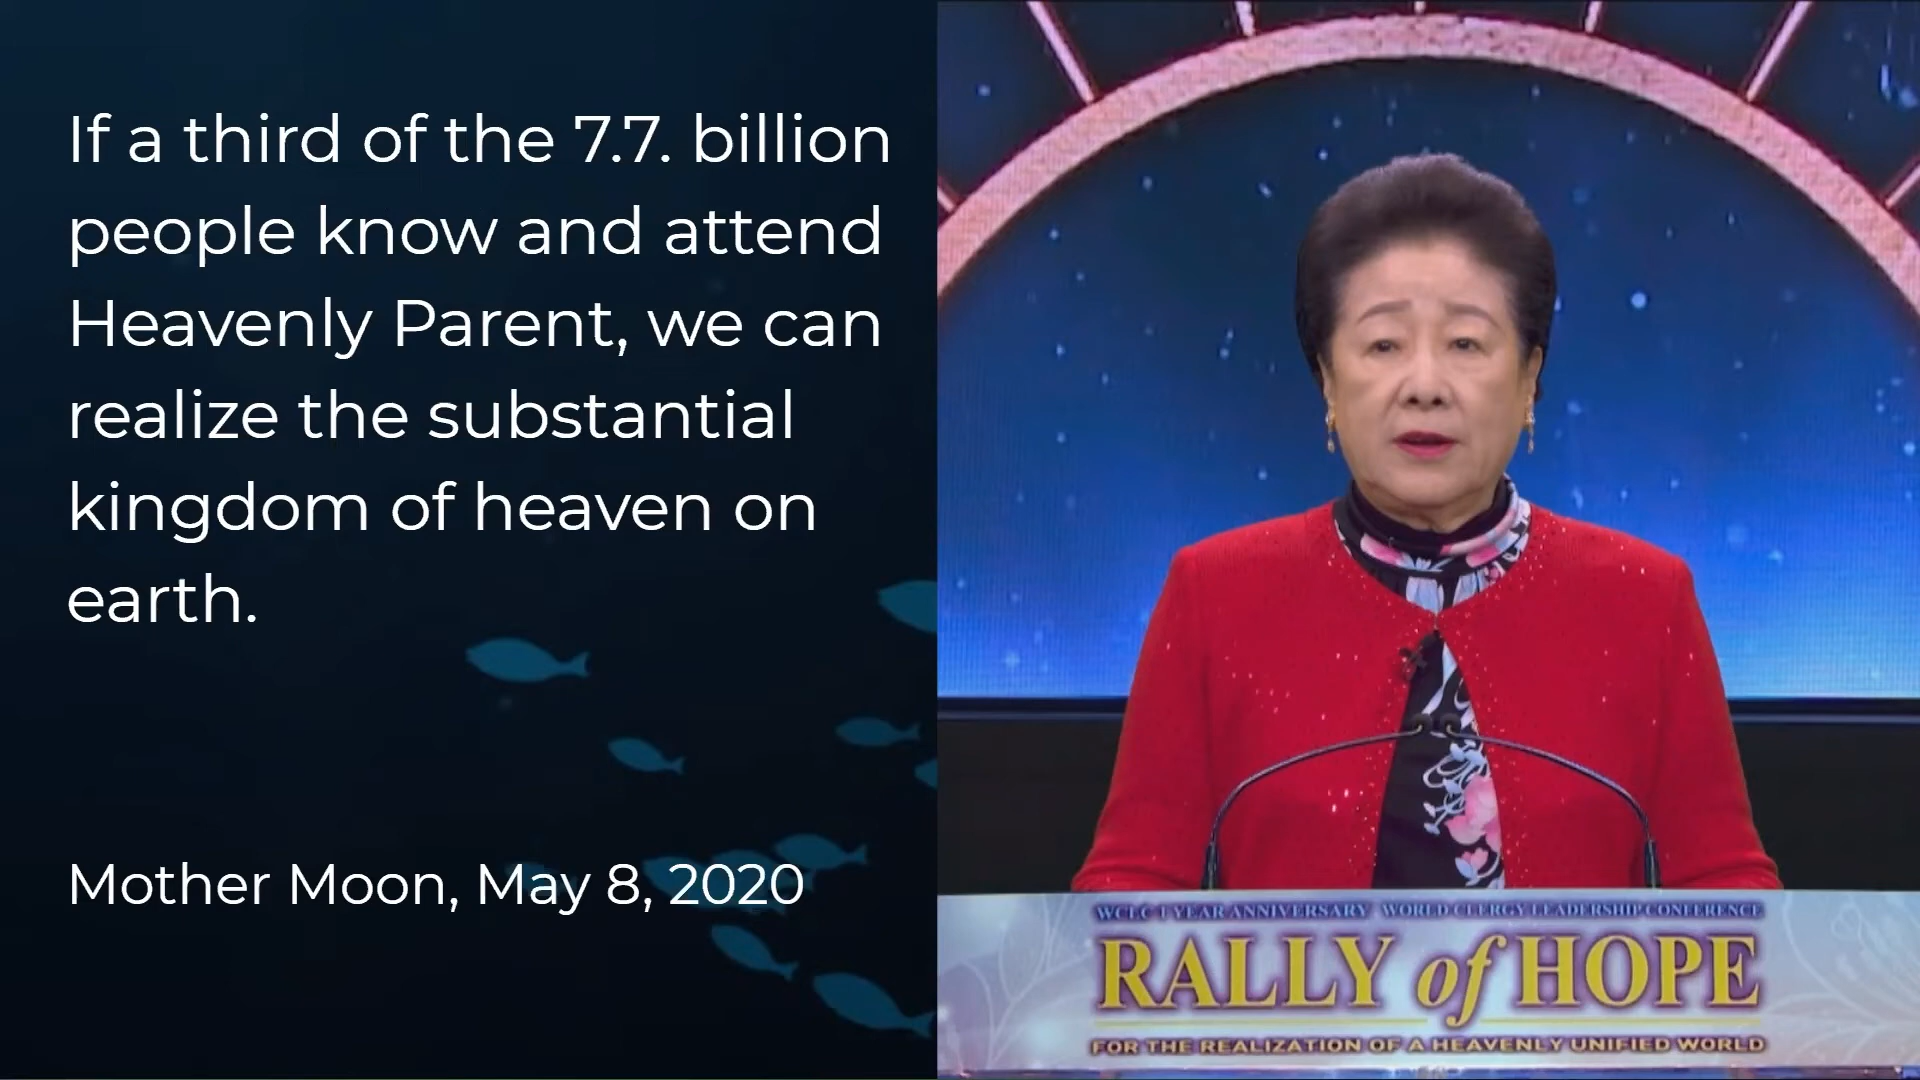 If a third of the 7.7. billion
people know and attend
Heavenly Parent, we can
realize the substantial
kingdom of heaven on
earth.
Mother Moon, May 8, 2020
WCLC 1 YEAR ANNIVERSARY WORLD CLERGY LEADERSHIP CONFERENCE
RALLY of HOPE
FOR THE REALIZATION OF A HEAVENLY UNIFIED WORLD